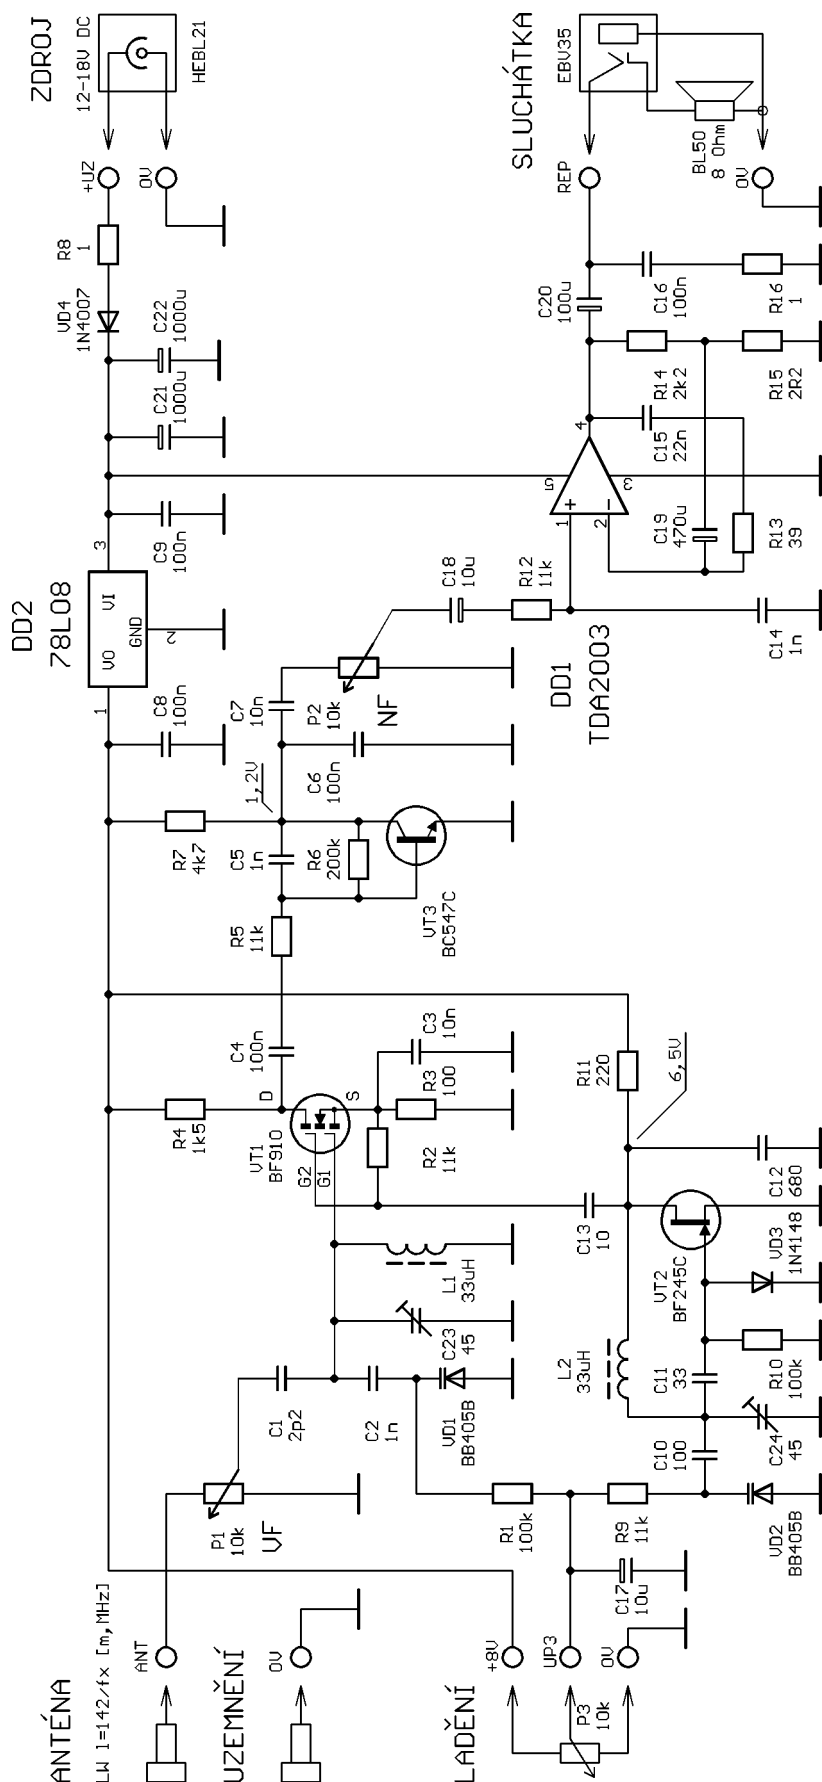 ANTÉNA
LW l=142/fx [m,MHz]
ANT
UZEMNĚNÍ
0V
LADĚNÍ
+8V
UP3
0V
P3
10k
P1
10k
VF
C17
10u
R1
100k
R9
11k
VD2
BB405B
C1
2p2
C2
1n
VD1
BB405B
C23
45
L1
33uH
C10
100
C24
45
C11
33
R10
100k
L2
33uH
VT2
BF245C
VD3
1N4148
C12
680
C13
10
6,5V
R11
220
R4
1k5
VT1
BF910
G2
G1
D
S
R2
11k
R3
100
C3
10n
C4
100n
R5
11k
R7
4k7
C5
1n
R6
200k
VT3
BC547C
1,2V
C8
100n
C7
10n
C6
100n
P2
10k
NF
DD2
78L08
1
VO
VI
GND
2
3
C9
100n
C18
10u
R12
11k
C14
1n
DD1
TDA2003
1
+
2
−
5
3
4
C19
470u
R13
39
C15
22n
R14
2k2
R15
2R2
C20
100u
C16
100n
R16
1
C21
1000u
C22
1000u
VD4
1N4007
R8
1
+UZ
0V
ZDROJ
12-18V DC
HEBL21
REP
0V
SLUCHÁTKA
EBV35
BL50
8 Ohm